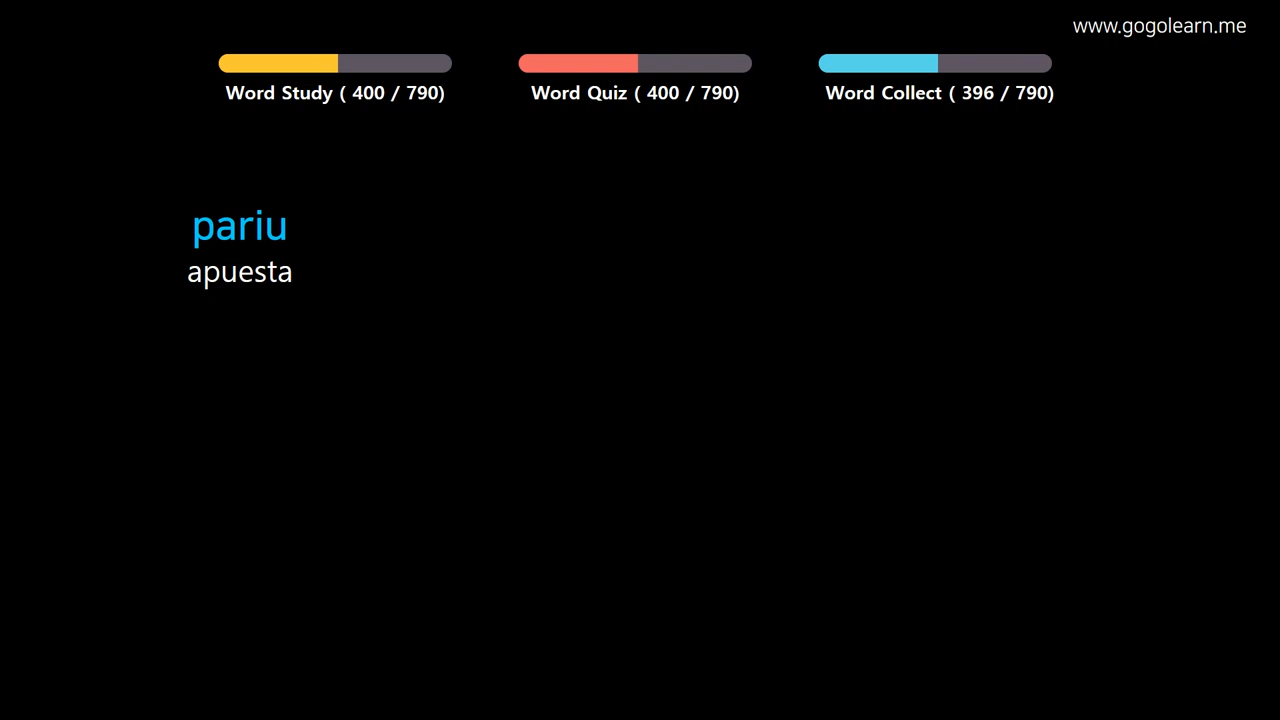 www.gogolearn.me
Word Study ( 400 / 790)
Word Quiz ( 400 / 790)
Word Collect ( 396 / 790)
pariu
apuesta